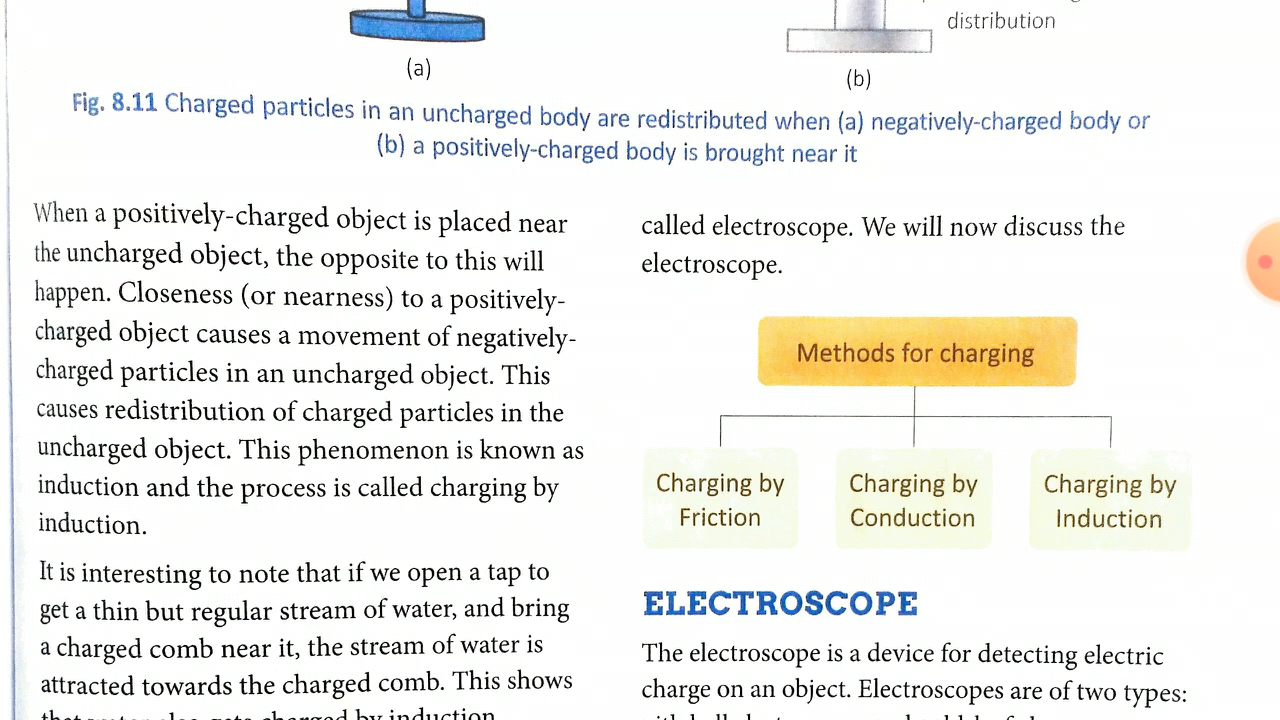 distribution
(a)
(b)
Fig. 8.11 Charged particles in an uncharged body are redistributed when (a) negatively-charged body or
(b) a positively-charged body is brought near it
When a positively-charged object is placed near
the uncharged object, the opposite to this will
happen. Closeness (or nearness) to a positively-
charged object causes a movement of negatively-
charged particles in an uncharged object. This
causes redistribution of charged particles in the
uncharged object. This phenomenon is known as
induction and the process is called charging by
induction.
It is interesting to note that if we open a tap to
get a thin but regular stream of water, and bring
a charged comb near it, the stream of water is
attracted towards the charged comb. This shows
that water also gets charged by induction
called electroscope. We will now discuss the
electroscope.
Methods for charging
Charging by
Friction
Charging by
Conduction
Charging by
Induction
ELECTROSCOPE
The electroscope is a device for detecting electric
charge on an object. Electroscopes are of two types: